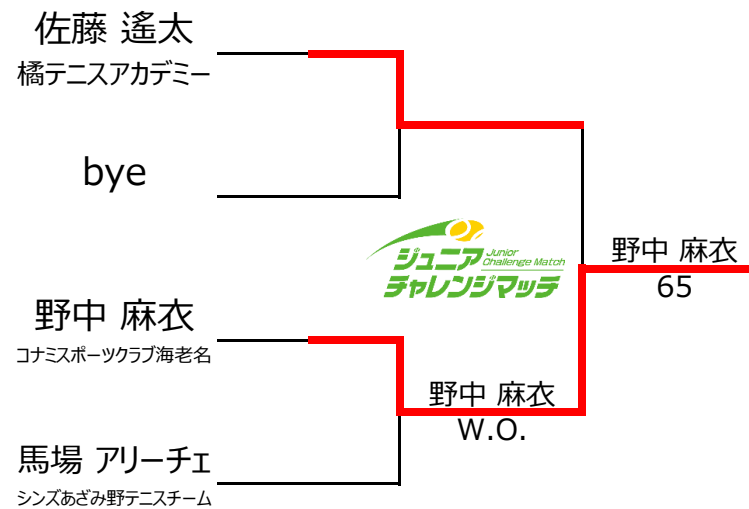 佐藤 遙太
橘テニスアカデミー
bye
ジュニア Junior Challenge Match
チャレンジマッチ
野中 麻衣
65
野中 麻衣
コナミスポーツクラブ海老名
野中 麻衣
W.O.
馬場 アリーチェ
シンズあざみ野テニスチーム